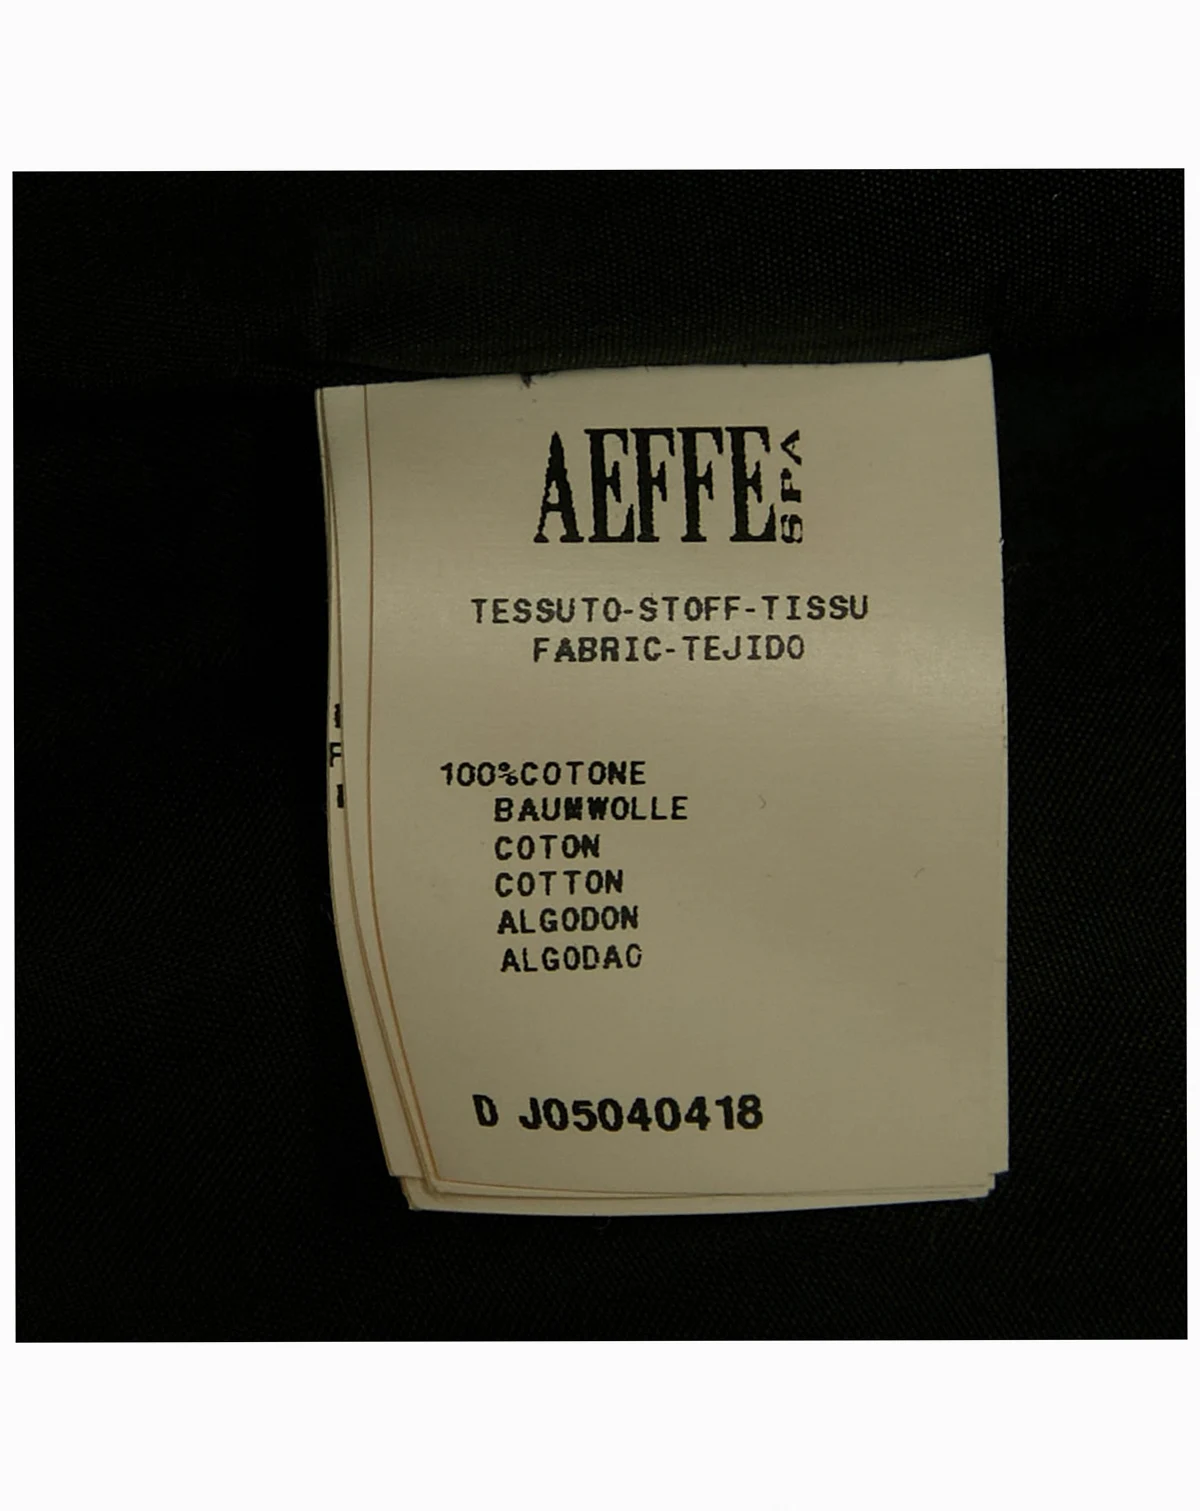 AEFFE SPA
TESSUTO-STOFF-TISSU
FABRIC-TEJIDO
100%COTONE
BAUMWOLLE
COTON
COTTON
ALGODON
ALGODAO
D J05040418